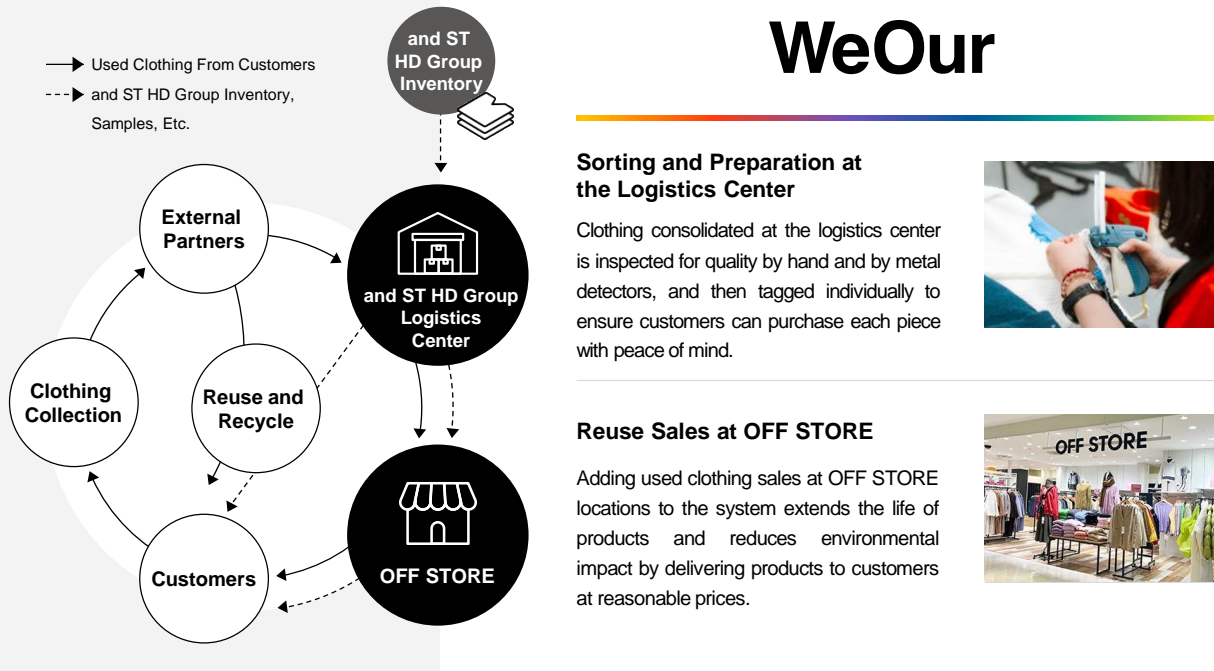 Used Clothing From Customers
and ST HD Group Inventory,
Samples, Etc.
and ST
HD Group
Inventory
External
Partners
and ST HD Group
Logistics
Center
Clothing
Collection
Reuse and
Recycle
Customers
OFF STORE
WeOur
Sorting and Preparation at
the Logistics Center
Clothing consolidated at the logistics center
is inspected for quality by hand and by metal
detectors, and then tagged individually to
ensure customers can purchase each piece
with peace of mind.
Reuse Sales at OFF STORE
OFF STORE
Adding used clothing sales at OFF STORE
locations to the system extends the life of
products and reduces environmental
impact by delivering products to customers
at reasonable prices.